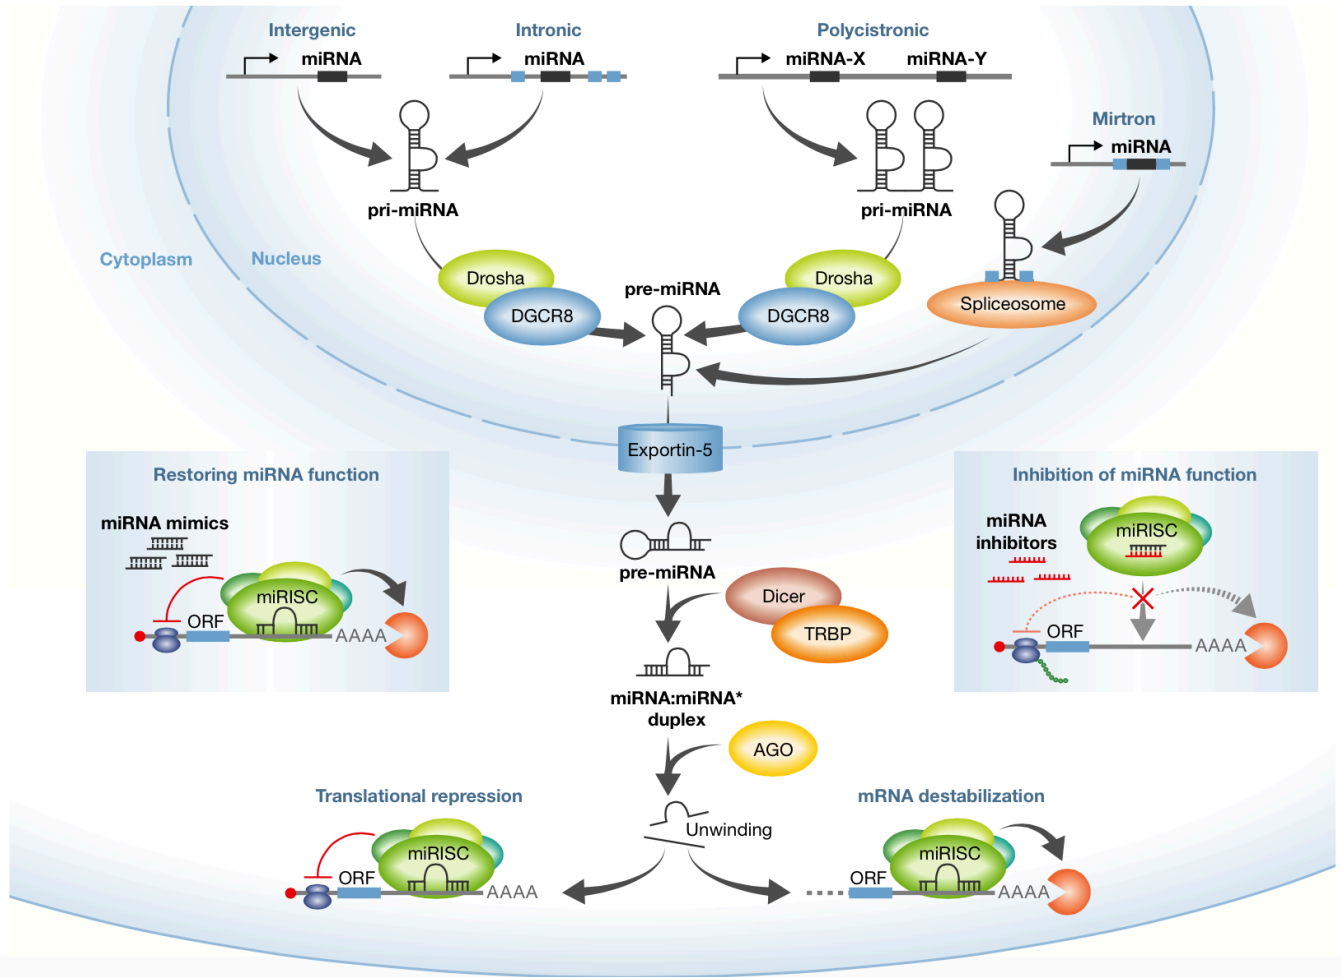 Intergenic
miRNA
Intronic
miRNA
Polycistronic
miRNA-X
miRNA-Y
Mirtron
miRNA
pri-miRNA
pri-miRNA
Cytoplasm
Nucleus
Drosha
DGCR8
pre-miRNA
Drosha
DGCR8
Spliceosome
Exportin-5
Restoring miRNA function
miRNA mimics
miRISC
ORF
AAAA
Inhibition of miRNA function
miRNA
inhibitors
miRISC
ORF
AAAA
pre-miRNA
Dicer
TRBP
miRNA:miRNA*
duplex
AGO
Unwinding
Translational repression
miRISC
ORF
AAAA
mRNA destabilization
miRISC
ORF
AAAA